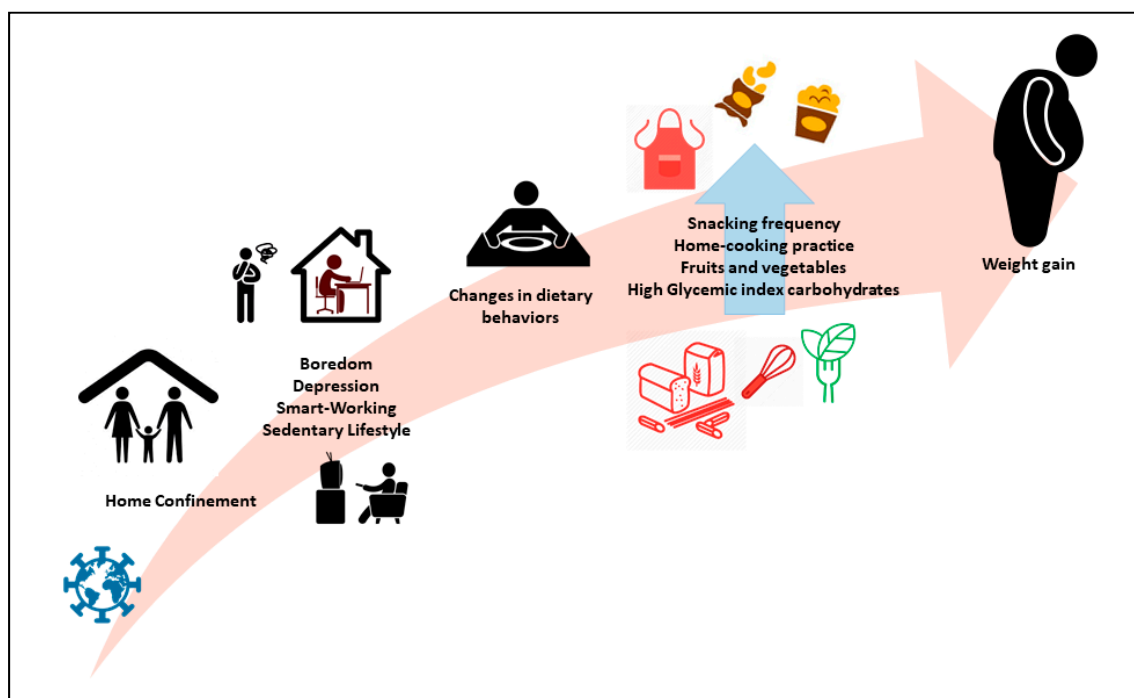 Home Confinement
Boredom
Depression
Smart-Working
Sedentary Lifestyle
Changes in dietary
behaviors
Snacking frequency
Home-cooking practice
Fruits and vegetables
High Glycemic index carbohydrates
Weight gain